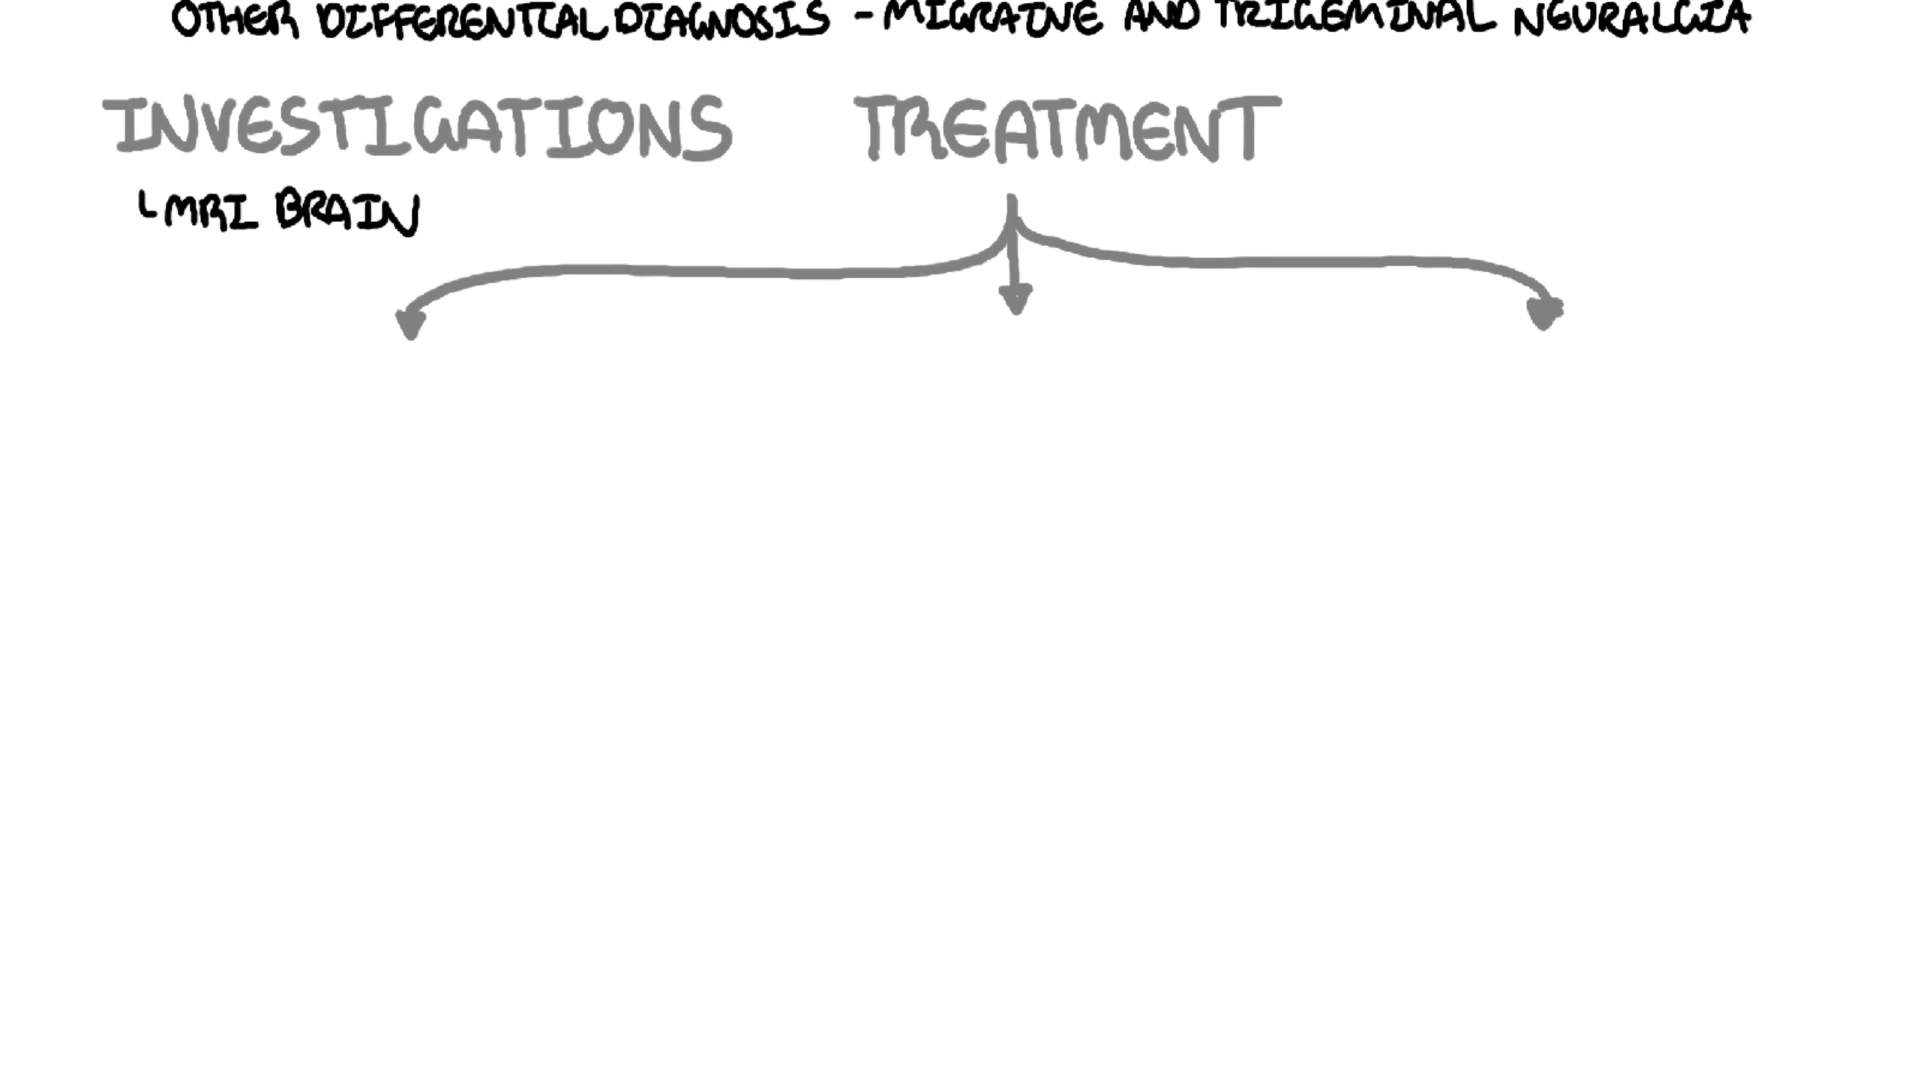 OTHER DIFFERENTIAL DIAGNOSIS - MIGRAINE AND TRIGEMINAL NEURALGIA
INVESTIGATIONS TREATMENT
MRI BRAIN